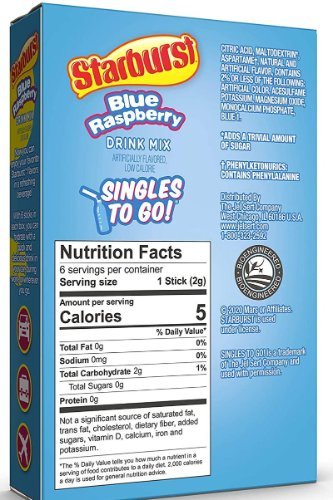 Starburst
Blue
Raspberry
DRINK MIX
ARTIFICIALLY FLAVORED
LOW CALORIE
SINGLES
TO GO!
Nutrition Facts
6 servings per container
Serving size 1 Stick (2g)
Amount per serving
Calories 5
% Daily Value*
Total Fat 0g 0%
Sodium 0mg 0%
Total Carbohydrate 2g 1%
Total Sugars 0g
Protein 0g
Not a significant source of saturated fat,
trans fat, cholesterol, dietary fiber, added
sugars, vitamin D, calcium, iron and
potassium.
*The % Daily Value tells you how much a nutrient in a
serving of food contributes to a daily diet. 2,000 calories
a day is used for general nutrition advice.
CITRIC ACID, MALTODEXTRIN*,
ASPARTAME†, NATURAL AND
ARTIFICIAL FLAVOR, CONTAINS
2% OR LESS OF THE FOLLOWING:
ARTIFICIAL COLOR, ACESULFAME
POTASSIUM, MAGNESIUM OXIDE,
MONOCALCIUM PHOSPHATE,
BLUE 1.
*ADDS A TRIVIAL AMOUNT
OF SUGAR
† PHENYLKETONURICS:
CONTAINS PHENYLALANINE
Distributed By
The Jel Sert Company
West Chicago, IL 60186 U.S.A.
www.jelsert.com
BIOENGINEERED
BIOENGINEERED
© 2020 Mars or Affiliates.
STARBURST is used
under license.
SINGLES TO GO! is a trademark
of The Jel Sert Company and
used with permission.